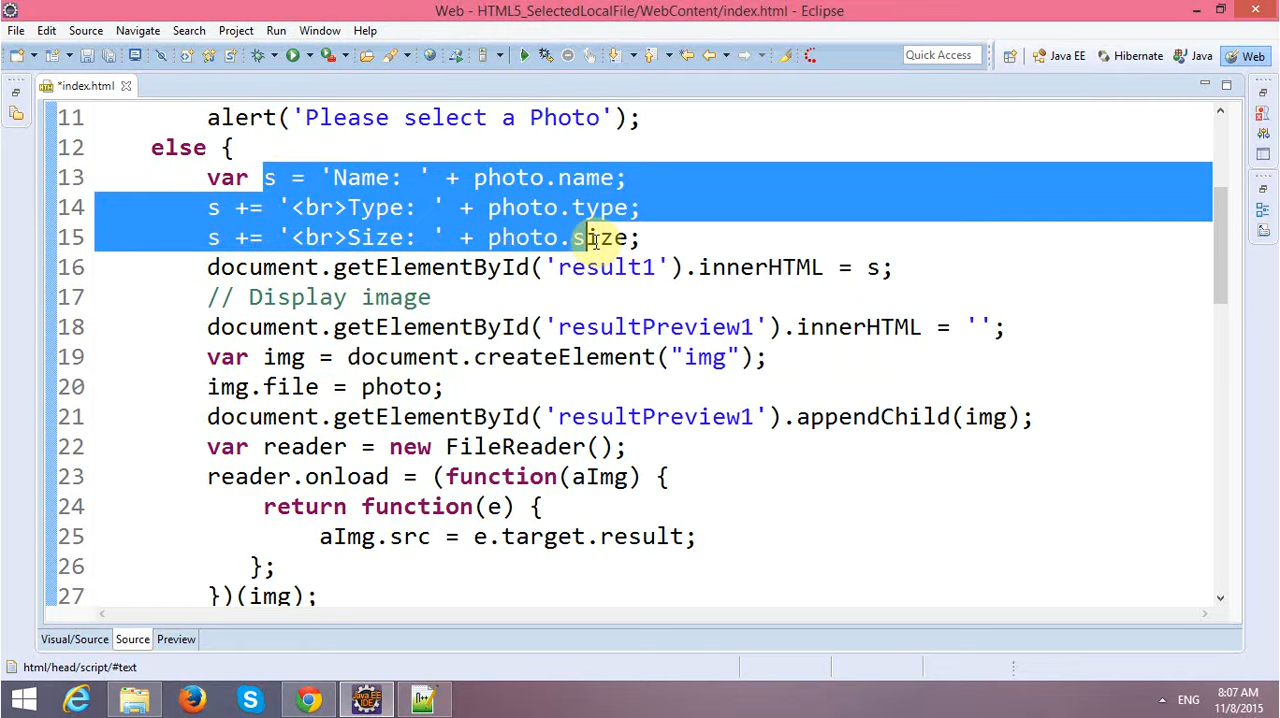 Web - HTML5_SelectedLocalFile/WebContent/index.html - Eclipse
File Edit Source Navigate Search Project Run Window Help
Quick Access Java EE Hibernate Java Web
*index.html
11 alert('Please select a Photo');
12 else {
13 var s = 'Name: ' + photo.name;
14 s += '<br>Type: ' + photo.type;
15 s += '<br>Size: ' + photo.size;
16 document.getElementById('result1').innerHTML = s;
17 // Display image
18 document.getElementById('resultPreview1').innerHTML = '';
19 var img = document.createElement("img");
20 img.file = photo;
21 document.getElementById('resultPreview1').appendChild(img);
22 var reader = new FileReader();
23 reader.onload = (function(aImg) {
24 return function(e) {
25 aImg.src = e.target.result;
26 };
27 })(img);
Visual/Source Source Preview
html/head/script/#text
Java EE IDE
ENG
8:07 AM
11/8/2015